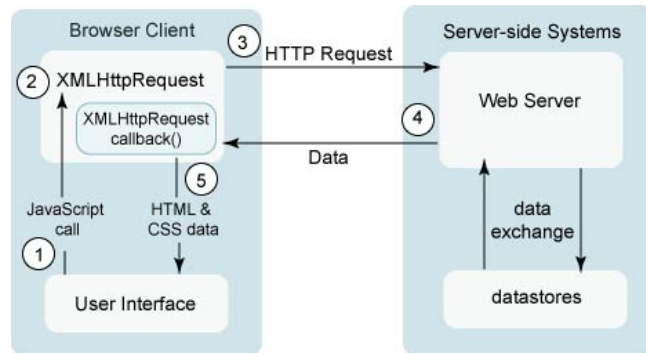 Browser Client
2
XMLHttpRequest
XMLHttpRequest
callback()
5
JavaScript
call
HTML &
CSS data
1
User Interface
3
HTTP Request
4
Data
Server-side Systems
Web Server
data
exchange
datastores